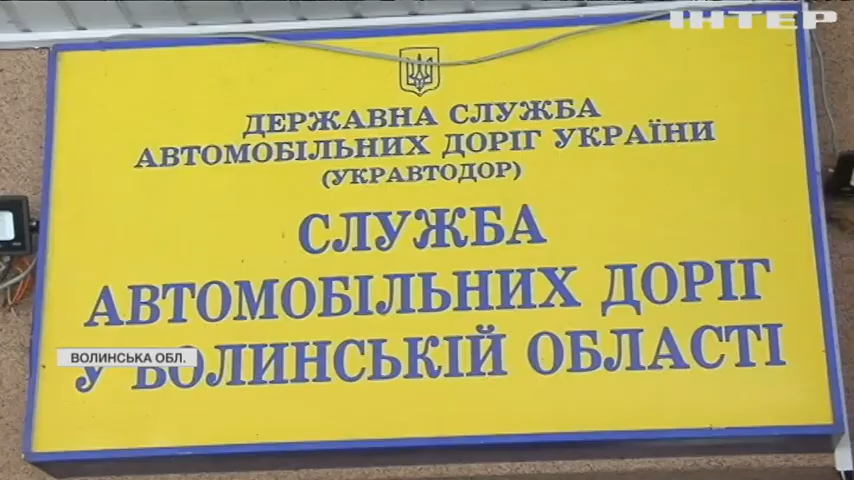 ІНТЕР
ДЕРЖАВНА СЛУЖБА
АВТОМОБІЛЬНИХ ДОРІГ УКРАЇНИ
(УКРАВТОДОР)
СЛУЖБА
АВТОМОБІЛЬНИХ ДОРІГ
У ВОЛИНСЬКІЙ ОБЛАСТІ
ВОЛИНСЬКА ОБЛ.